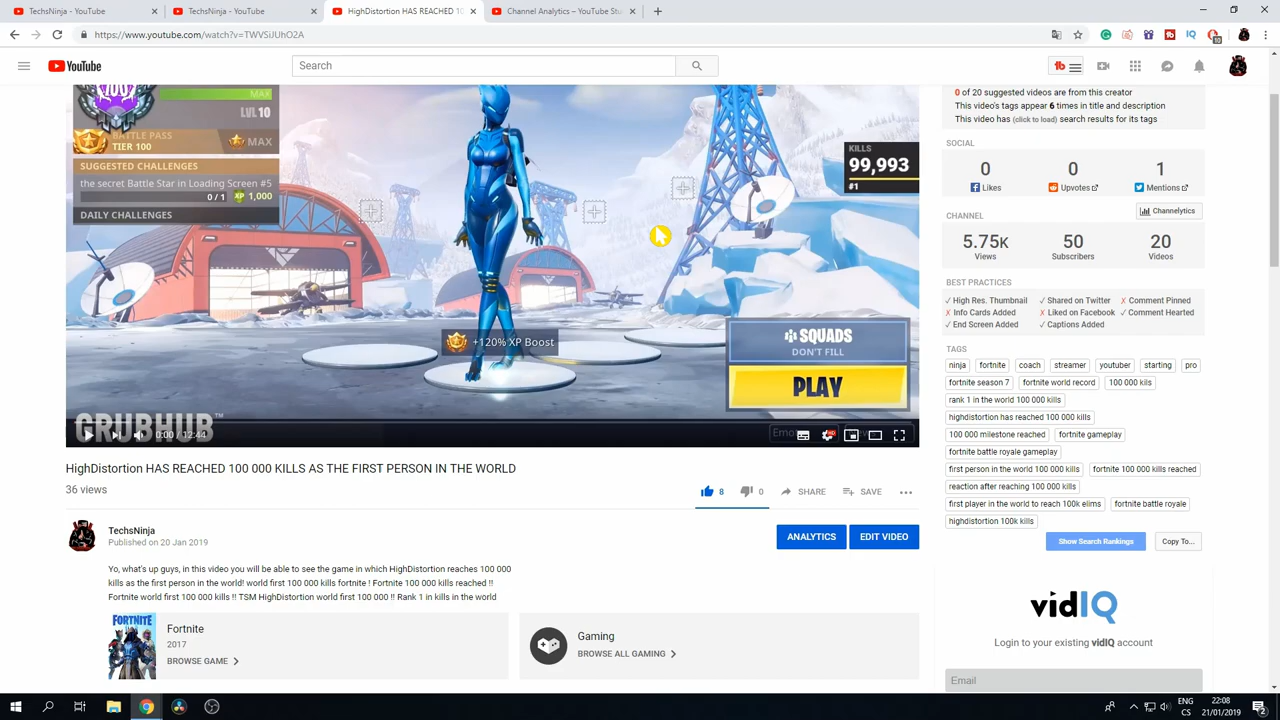 TechsNinja - YouTube
TechsNinja - YouTube
HighDistortion HAS REACHED 10
Channel Analytics – YouTube Stu
https://www.youtube.com/watch?v=TWVSiJUhO2A
10
YouTube
Search
tb
100
MAX
LVL 10
BATTLE PASS
TIER 100
MAX
SUGGESTED CHALLENGES
the secret Battle Star in Loading Screen #5
0 / 1
XP 1,000
DAILY CHALLENGES
KILLS
99,993
#1
+120% XP Boost
SQUADS
DON'T FILL
PLAY
GRUBHUB™
0:00 / 12:44
HD
HighDistortion HAS REACHED 100 000 KILLS AS THE FIRST PERSON IN THE WORLD
36 views
8
0
SHARE
SAVE
TechsNinja
Published on 20 Jan 2019
ANALYTICS
EDIT VIDEO
Yo, what's up guys, in this video you will be able to see the game in which HighDistortion reaches 100 000
kills as the first person in the world! world first 100 000 kills fortnite ! Fortnite 100 000 kills reached !!
Fortnite world first 100 000 kills !! TSM HighDistortion world first 100 000 !! Rank 1 in kills in the world
FORTNITE
Fortnite
2017
BROWSE GAME
Gaming
BROWSE ALL GAMING
0 of 20 suggested videos are from this creator
This video's tags appear 6 times in title and description
This video has (click to load) search results for its tags
SOCIAL
0
Likes
0
Upvotes
1
Mentions
CHANNEL
Channelytics
5.75K
Views
50
Subscribers
20
Videos
BEST PRACTICES
✓ High Res. Thumbnail
✓ Shared on Twitter
✗ Comment Pinned
✗ Info Cards Added
✗ Liked on Facebook
✓ Comment Hearted
✓ End Screen Added
✓ Captions Added
TAGS
ninja fortnite coach streamer youtuber starting pro
fortnite season 7 fortnite world record 100 000 kils
rank 1 in the world 100 000 kills
highdistortion has reached 100 000 kills
100 000 milestone reached fortnite gameplay
fortnite battle royale gameplay
first person in the world 100 000 kills fortnite 100 000 kills reached
reaction after reaching 100 000 kills
first player in the world to reach 100k elims fortnite battle royale
highdistortion 100k kills
Show Search Rankings
Copy To...
vidIQ
Login to your existing vidIQ account
Email
ENG
CS
22:08
21/01/2019
2